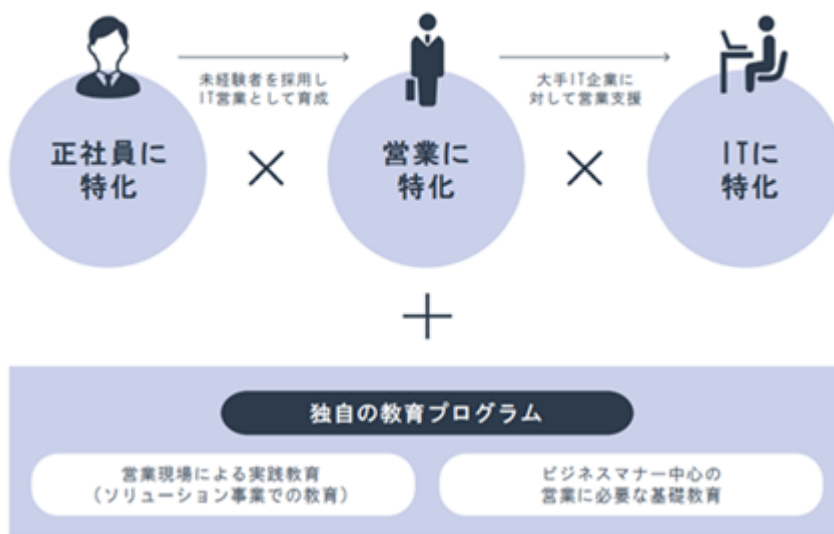 未経験者を採用し
IT営業として育成
大手IT企業に
対して営業支援
正社員に
特化
×
営業に
特化
×
ITに
特化
+
独自の教育プログラム
営業現場による実践教育
(ソリューション事業での教育)
ビジネスマナー中心の
営業に必要な基礎教育